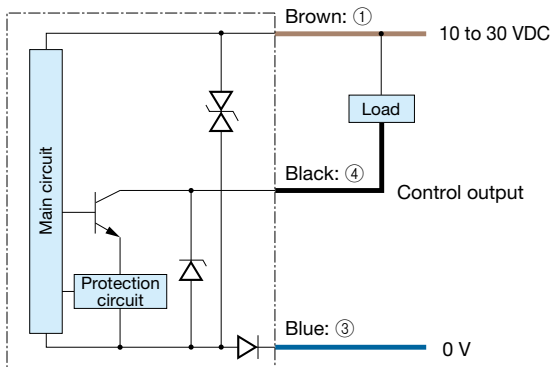 Brown: ①
10 to 30 VDC
Load
Main circuit
Black: ④
Control output
Protection
circuit
Blue: ③
0 V